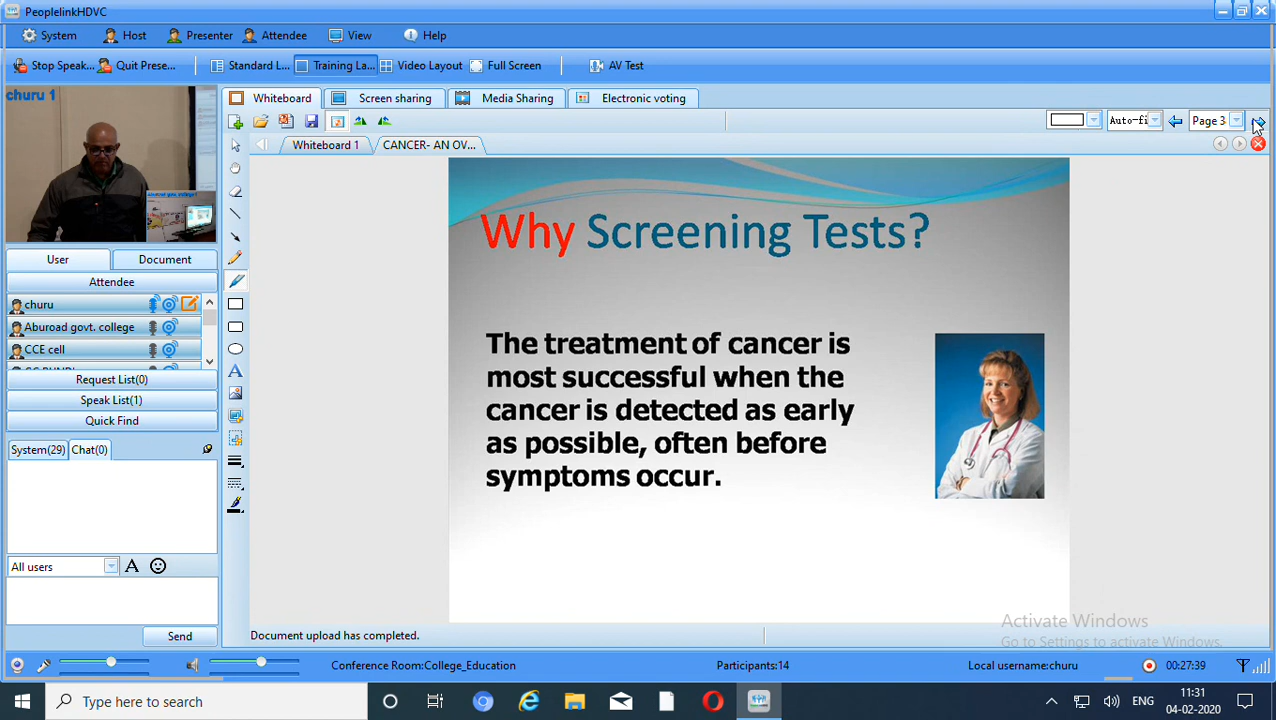 PeoplelinkHDVC
System Host Presenter Attendee View Help
Stop Speak... Quit Prese... Standard L... Training La... Video Layout Full Screen AV Test
churu 1
Aburoad govt. college
Whiteboard Screen sharing Media Sharing Electronic voting
Auto-fi Page 3
Whiteboard 1 CANCER- AN OV...
User Document
Attendee
churu
Aburoad govt. college
CCE cell
Request List(0)
Speak List(1)
Quick Find
System(29) Chat(0)
All users
Send
Why Screening Tests?
The treatment of cancer is
most successful when the
cancer is detected as early
as possible, often before
symptoms occur.
Activate Windows
Go to Settings to activate Windows.
Document upload has completed.
Conference Room:College_Education Participants:14 Local username:churu 00:27:39
Type here to search
ENG
11:31
04-02-2020